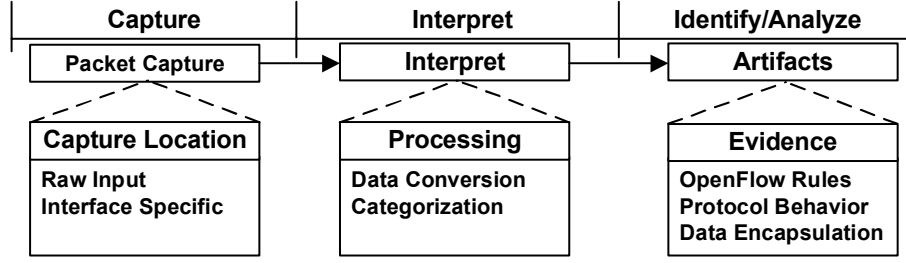 Capture
Interpret
Identify/Analyze
Packet Capture
Interpret
Artifacts
Capture Location
Raw Input
Interface Specific
Processing
Data Conversion
Categorization
Evidence
OpenFlow Rules
Protocol Behavior
Data Encapsulation